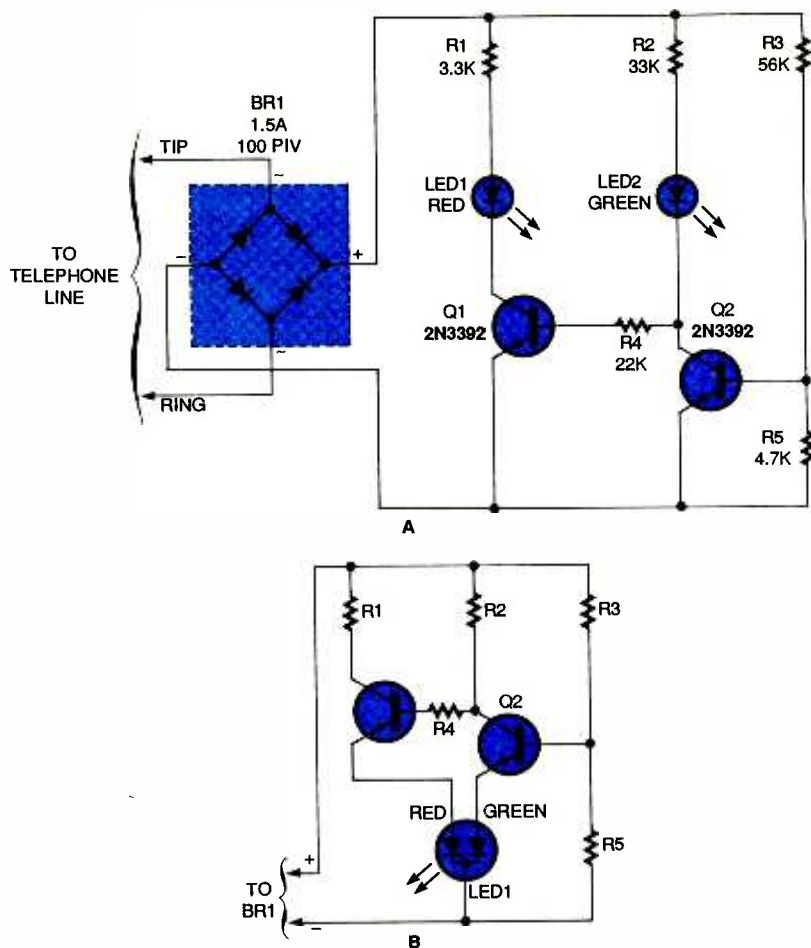 R1
3.3K
R2
33K
R3
56K
BR1
1.5A
100 PIV
TIP
~
LED1
RED
LED2
GREEN
TO
TELEPHONE
LINE
−
+
Q1
2N3392
R4
22K
Q2
2N3392
~
RING
R5
4.7K
A
R1
R2
R3
R4
Q2
RED
GREEN
R5
LED1
+
TO
BR1
−
B